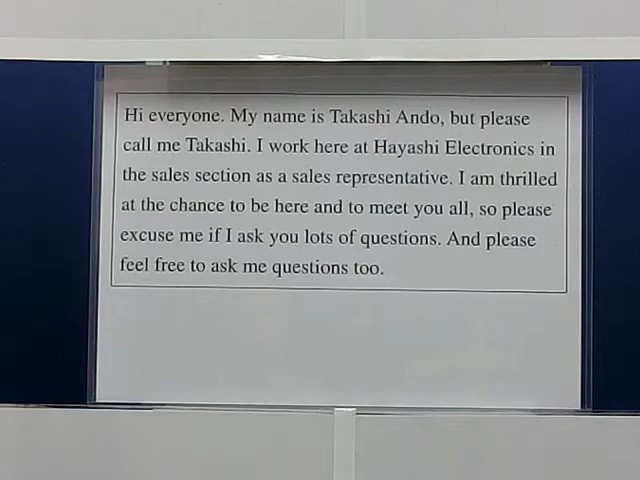 Hi everyone. My name is Takashi Ando, but please
call me Takashi. I work here at Hayashi Electronics in
the sales section as a sales representative. I am thrilled
at the chance to be here and to meet you all, so please
excuse me if I ask you lots of questions. And please
feel free to ask me questions too.